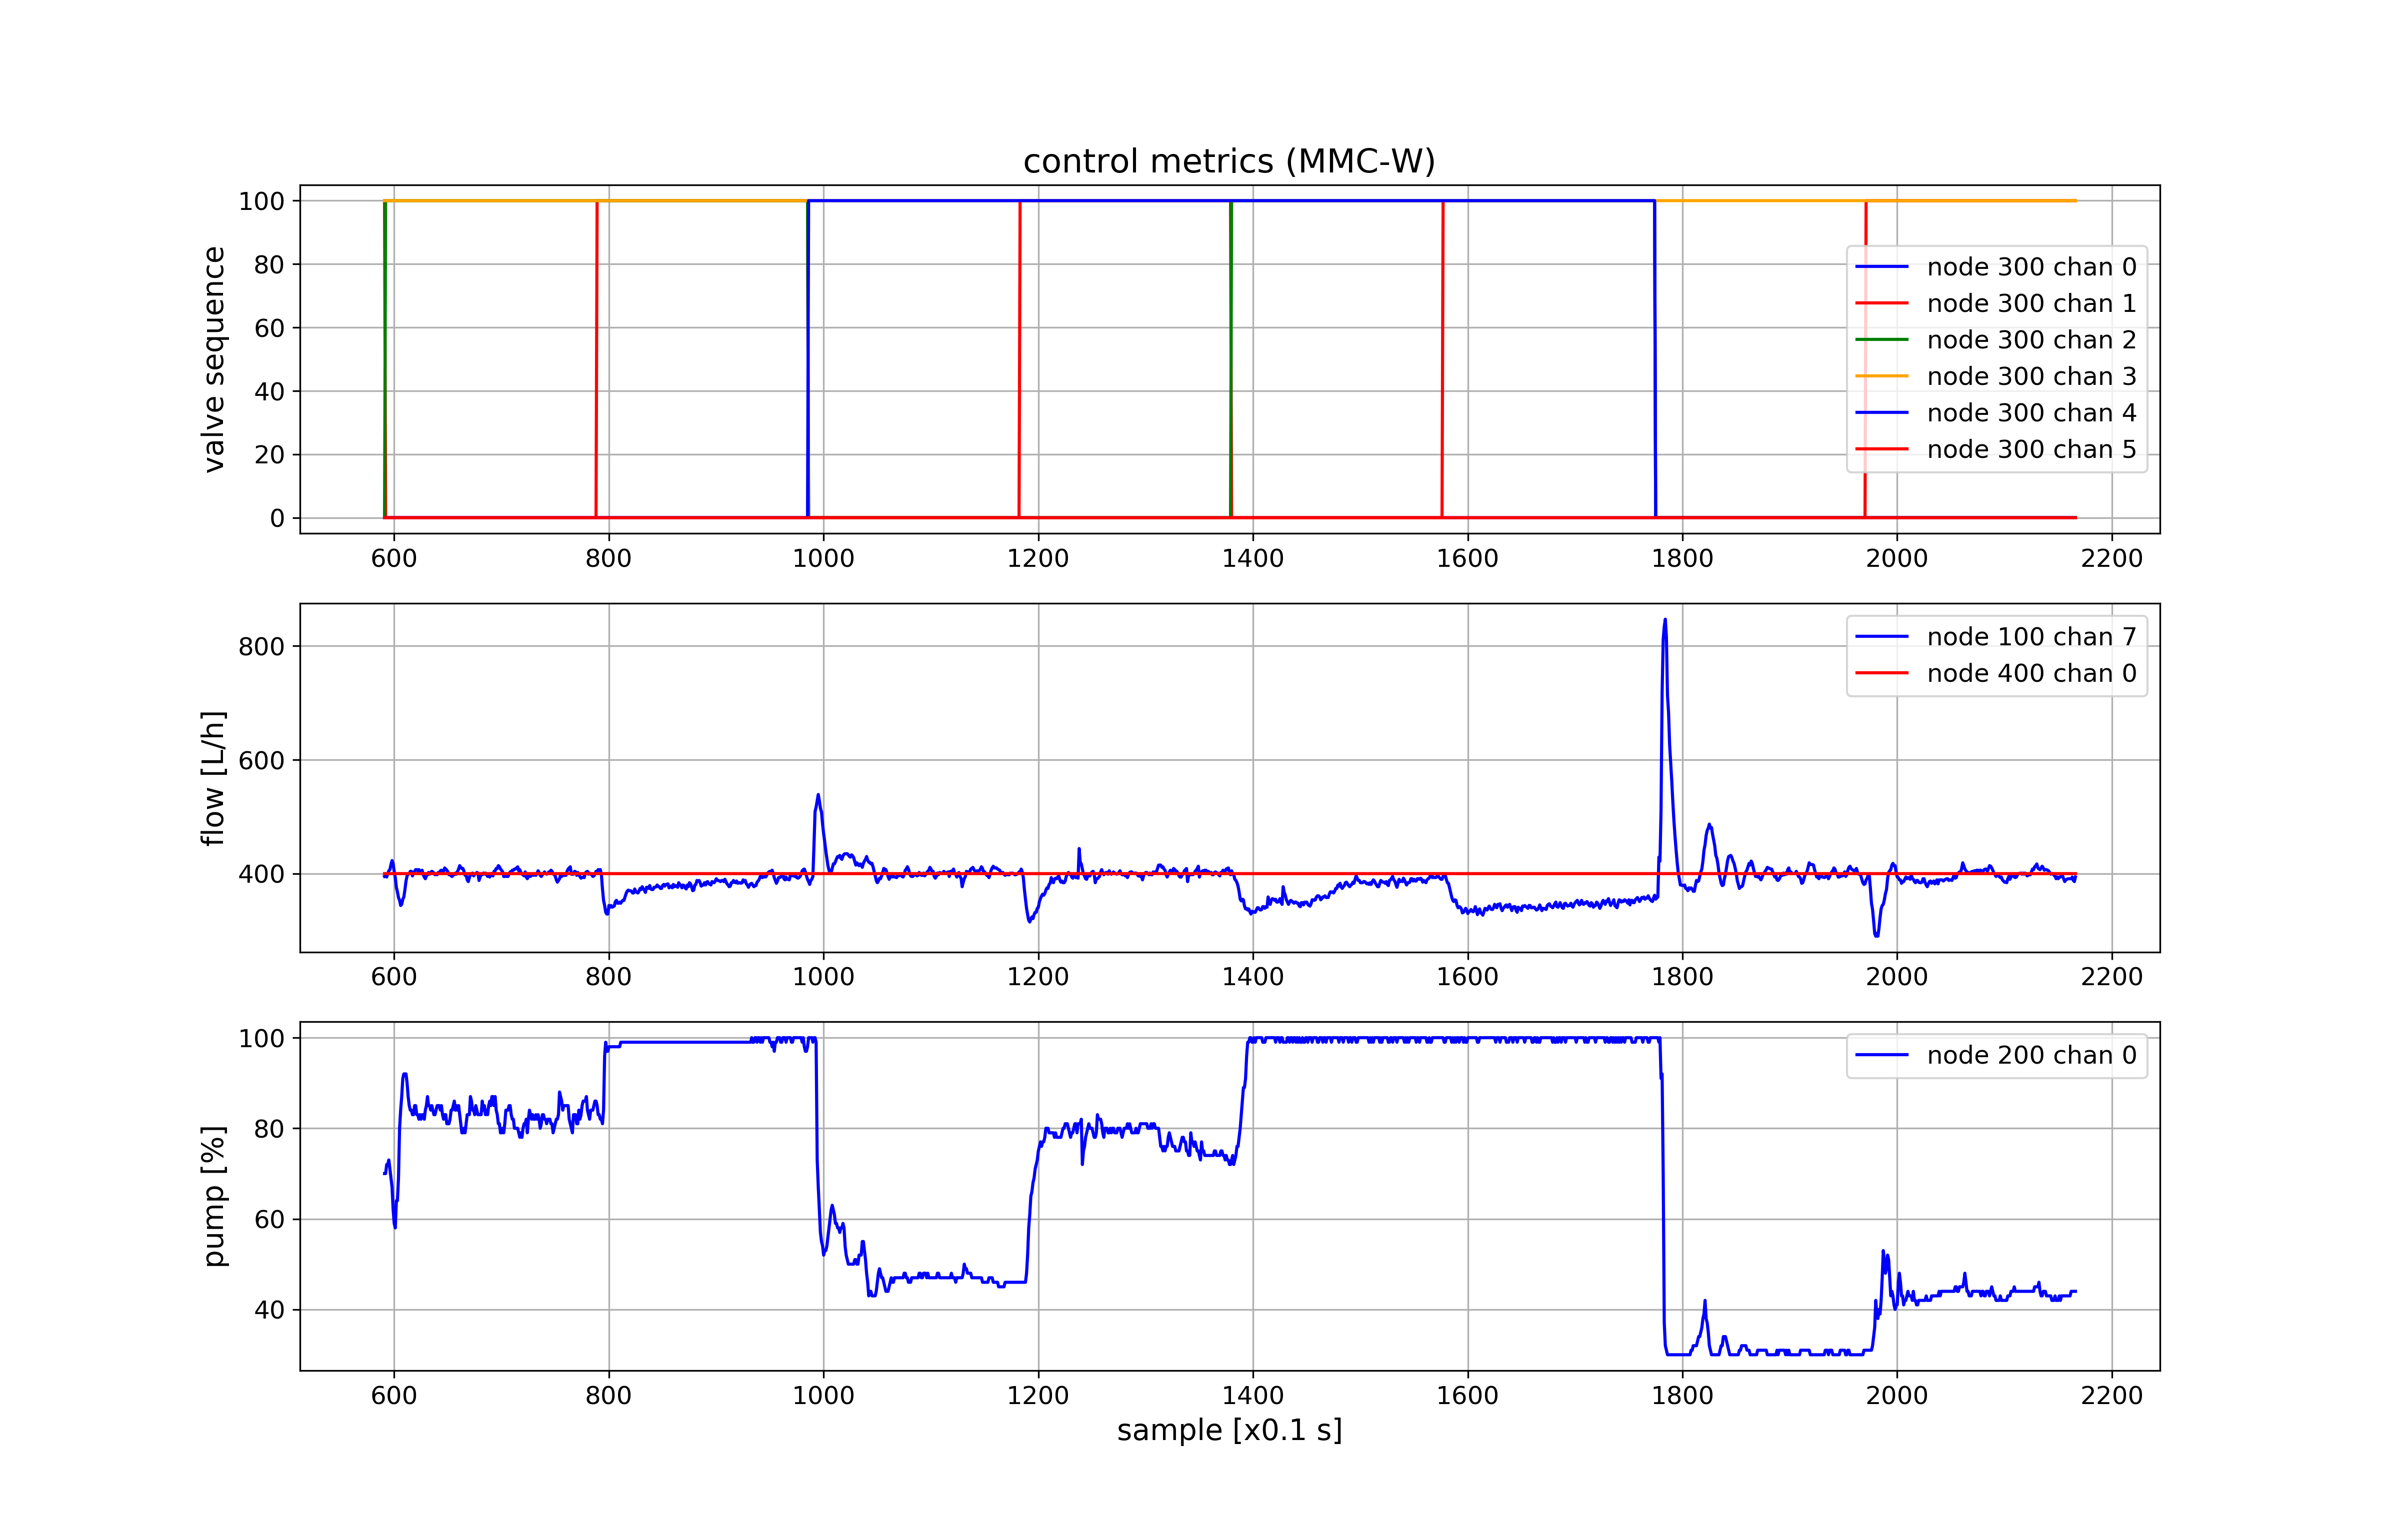 control metrics (MMC-W)
valve sequence
100
80
60
40
20
0
node 300 chan 0
node 300 chan 1
node 300 chan 2
node 300 chan 3
node 300 chan 4
node 300 chan 5
600 800 1000 1200 1400 1600 1800 2000 2200
flow [L/h]
800
600
400
node 100 chan 7
node 400 chan 0
600 800 1000 1200 1400 1600 1800 2000 2200
pump [%]
100
80
60
40
node 200 chan 0
600 800 1000 1200 1400 1600 1800 2000 2200
sample [x0.1 s]